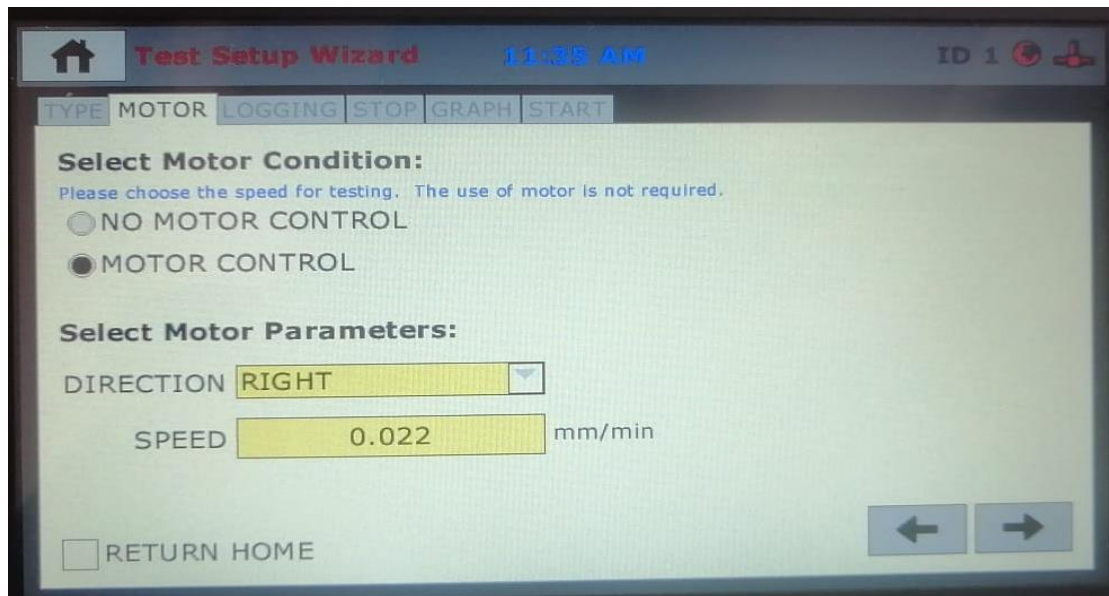 Test Setup Wizard 11:35 AM ID 1
TYPE MOTOR LOGGING STOP GRAPH START
Select Motor Condition:
Please choose the speed for testing. The use of motor is not required.
NO MOTOR CONTROL
MOTOR CONTROL
Select Motor Parameters:
DIRECTION RIGHT
SPEED 0.022 mm/min
RETURN HOME